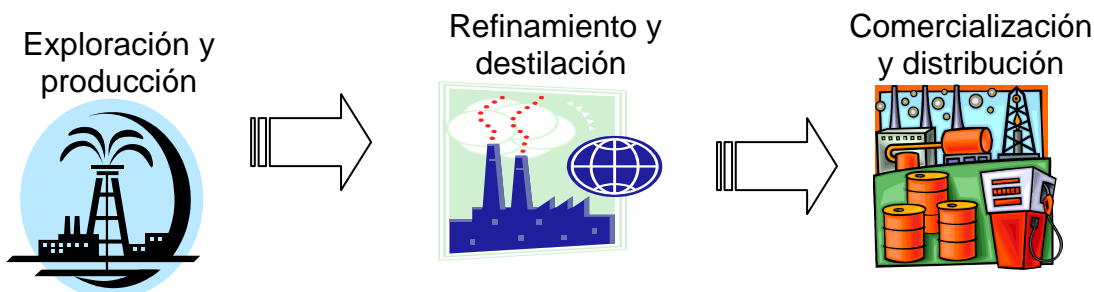 Exploración y
producción
Refinamiento y
destilación
Comercialización
y distribución